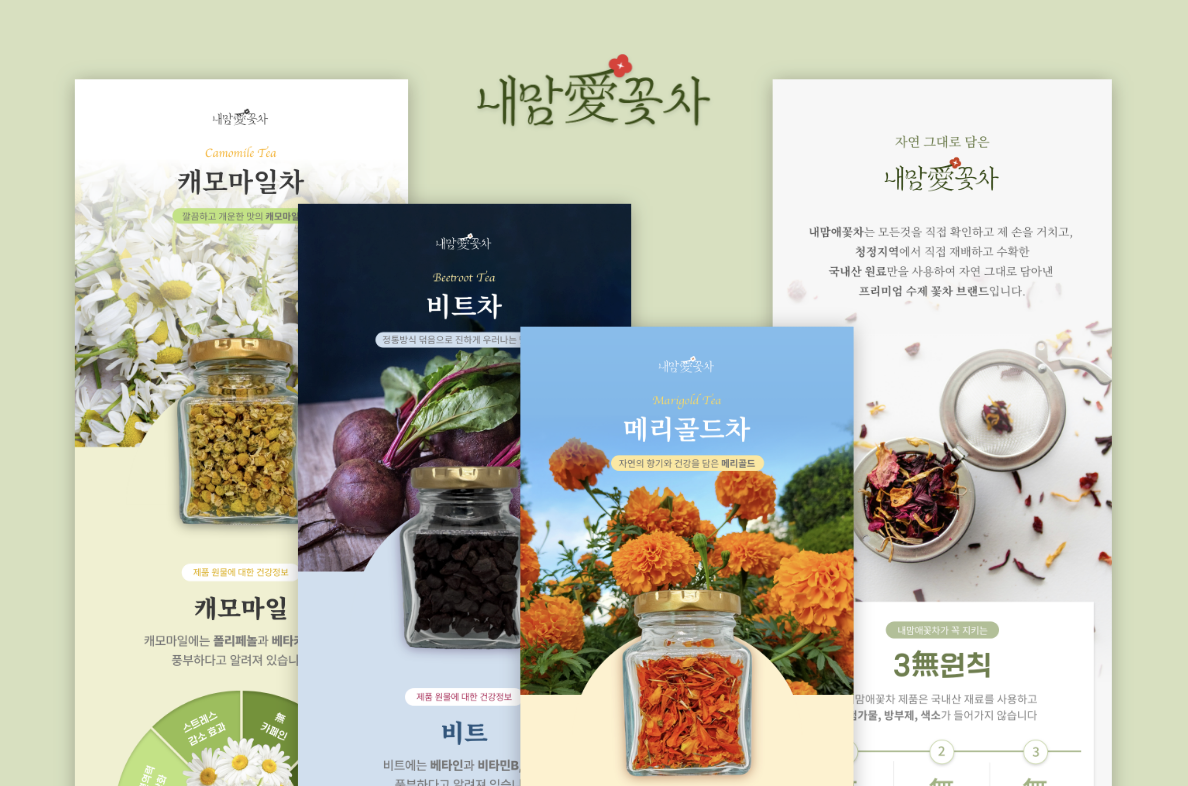 내맘愛꽃차
내맘愛꽃차
Camomile Tea
캐모마일차
깔끔하고 개운한 맛의 캐모마일
제품 원물에 대한 건강정보
캐모마일
캐모마일에는 폴리페놀과
풍부하다고 알려져
스트레스
감소 효과
無
카페인
내맘愛꽃차
Beetroot Tea
비트차
정통방식 덖음으로 진하게 우러나는
제품 원물에 대한 건강정보
비트
비트에는 베타인과 비타민B,
풍부하다고 알려져
내맘愛꽃차
Marigold Tea
메리골드차
자연의 향기와 건강을 담은 메리골드
자연 그대로 담은
내맘愛꽃차
내맘애꽃차는 모든것을 직접 확인하고 제 손을 거치고,
청정지역에서 직접 재배하고 수확한
국내산 원료만을 사용하여 자연 그대로 담아낸
프리미엄 수제 꽃차 브랜드입니다.
내맘애꽃차가 꼭 지키는
3無원칙
맘애꽃차 제품은 국내산 재료를 사용하고
방부제, 색소가 들어가지 않습니다
2
3